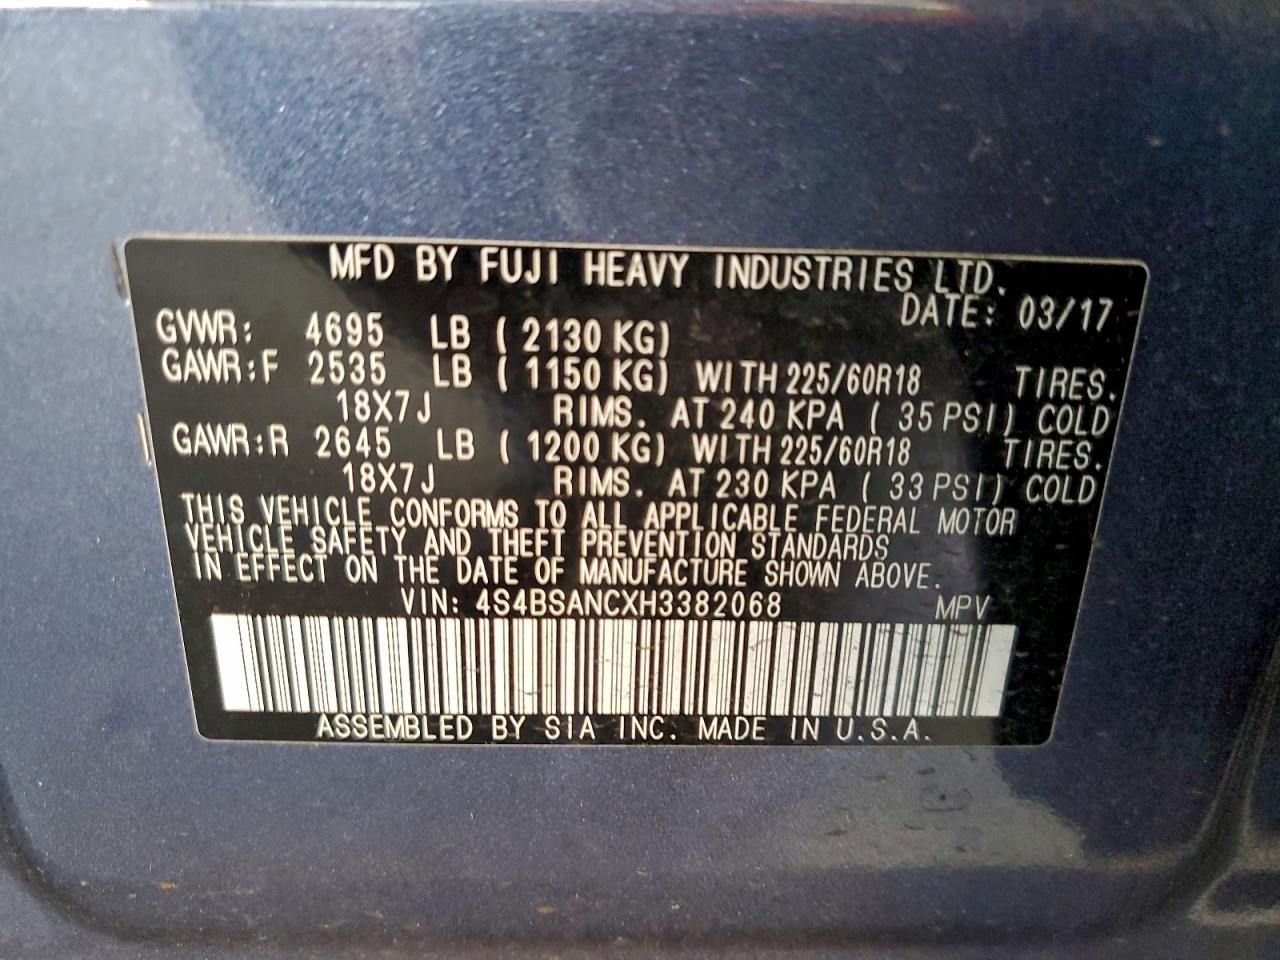 MFD BY FUJI HEAVY INDUSTRIES LTD.
DATE: 03/17
GVWR: 4695 LB ( 2130 KG)
GAWR:F 2535 LB ( 1150 KG) WITH 225/60R18 TIRES.
18X7J RIMS. AT 240 KPA ( 35 PSI) COLD
GAWR:R 2645 LB ( 1200 KG) WITH 225/60R18 TIRES.
18X7J RIMS. AT 230 KPA ( 33 PSI) COLD
THIS VEHICLE CONFORMS TO ALL APPLICABLE FEDERAL MOTOR
VEHICLE SAFETY AND THEFT PREVENTION STANDARDS
IN EFFECT ON THE DATE OF MANUFACTURE SHOWN ABOVE.
VIN: 4S4BSANCXH3382068 MPV
ASSEMBLED BY SIA INC. MADE IN U.S.A.